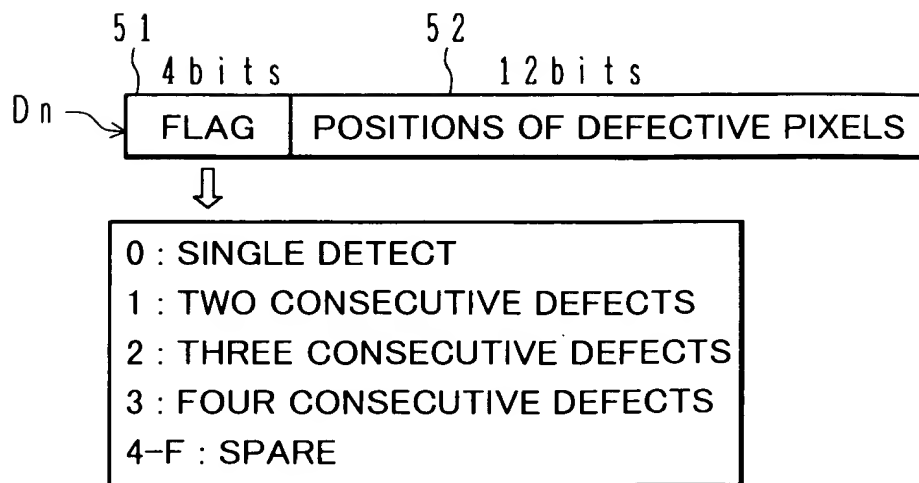 51 52
4bits 12bits
Dn FLAG POSITIONS OF DEFECTIVE PIXELS
0 : SINGLE DETECT
1 : TWO CONSECUTIVE DEFECTS
2 : THREE CONSECUTIVE DEFECTS
3 : FOUR CONSECUTIVE DEFECTS
4-F : SPARE